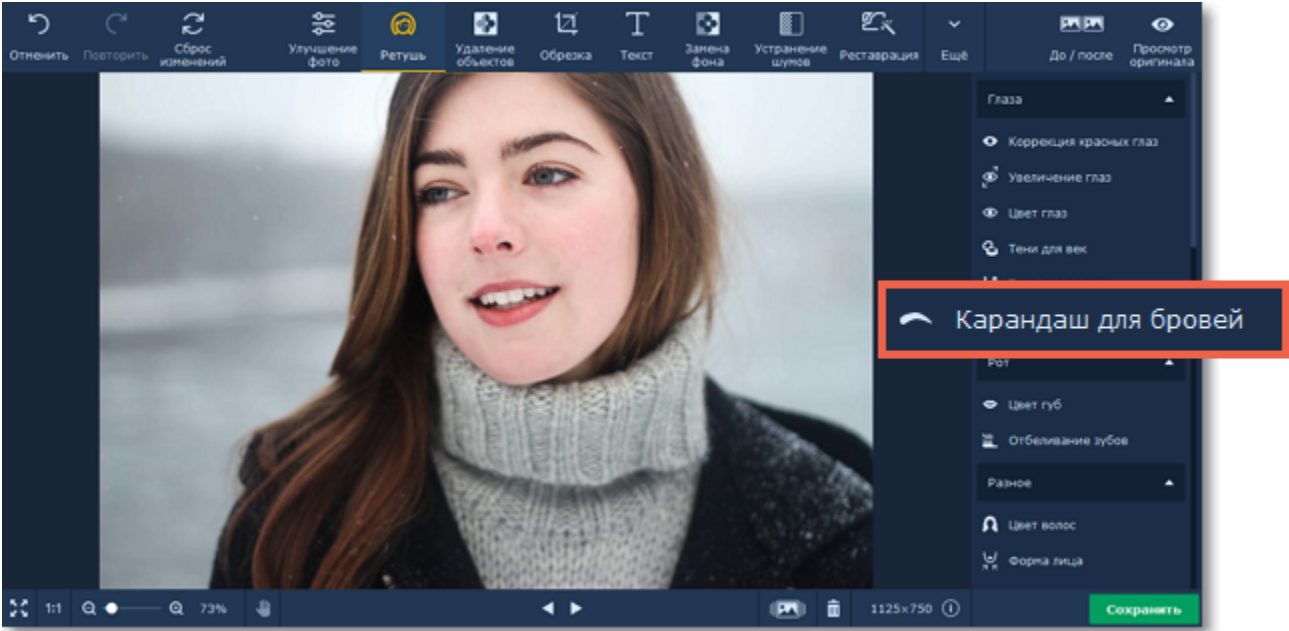 Отменить
Повторить
Сброс
изменений
Улучшение
фото
Ретушь
Удаление
объектов
Обрезка
Текст
Замена
фона
Устранение
шумов
Реставрация
Ещё
До / после
Просмотр
оригинала
Глаза
Коррекция красных глаз
Увеличение глаз
Цвет глаз
Тени для век
Карандаш для бровей
Рот
Цвет губ
Отбеливание зубов
Разное
Цвет волос
Форма лица
1:1
73%
1125×750
Сохранить